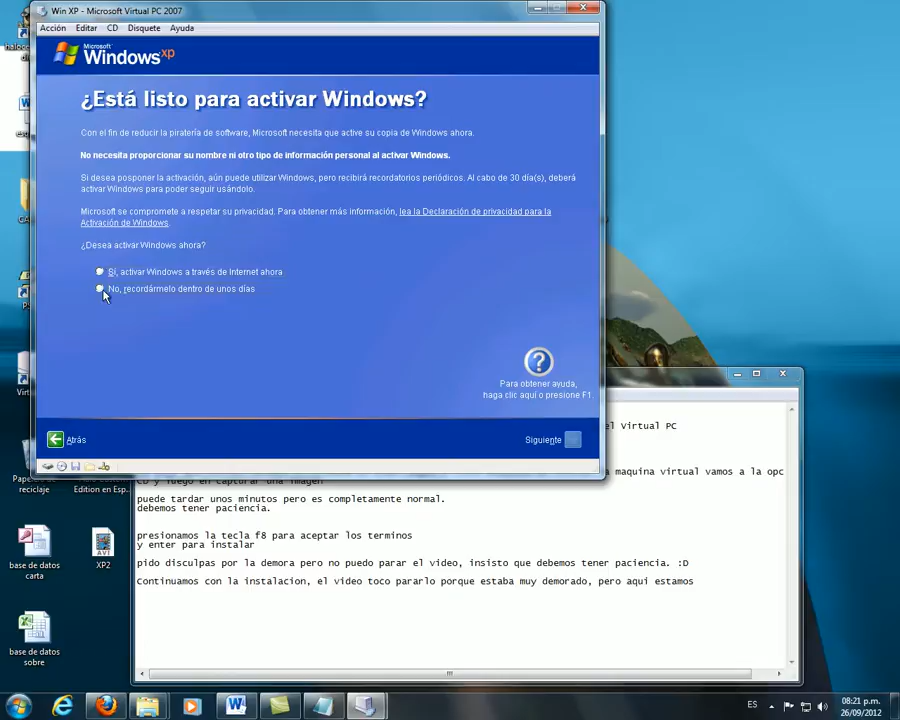 Win XP - Microsoft Virtual PC 2007
Acción Editar CD Disquete Ayuda
Microsoft
Windows xp
¿Está listo para activar Windows?
Con el fin de reducir la piratería de software, Microsoft necesita que active su copia de Windows ahora.
No necesita proporcionar su nombre ni otro tipo de información personal al activar Windows.
Si desea posponer la activación, aún puede utilizar Windows, pero recibirá recordatorios periódicos. Al cabo de 30 día(s), deberá
activar Windows para poder seguir usándolo.
Microsoft se compromete a respetar su privacidad. Para obtener más información, lea la Declaración de privacidad para la
Activación de Windows.
¿Desea activar Windows ahora?
Sí, activar Windows a través de Internet ahora
No, recordármelo dentro de unos días
Para obtener ayuda,
haga clic aquí o presione F1.
Atrás
Siguiente
el Virtual PC
a maquina virtual vamos a la opc
CD y luego en capturar una imagen
puede tardar unos minutos pero es completamente normal.
debemos tener paciencia.
presionamos la tecla f8 para aceptar los terminos
y enter para instalar
pido disculpas por la demora pero no puedo parar el video, insisto que debemos tener paciencia. :D
Continuamos con la instalacion, el video toco pararlo porque estaba muy demorado, pero aqui estamos
reciclaje
Edition en Esp...
base de datos
carta
XP2
base de datos
sobre
ES
08:21 p.m.
26/09/2012